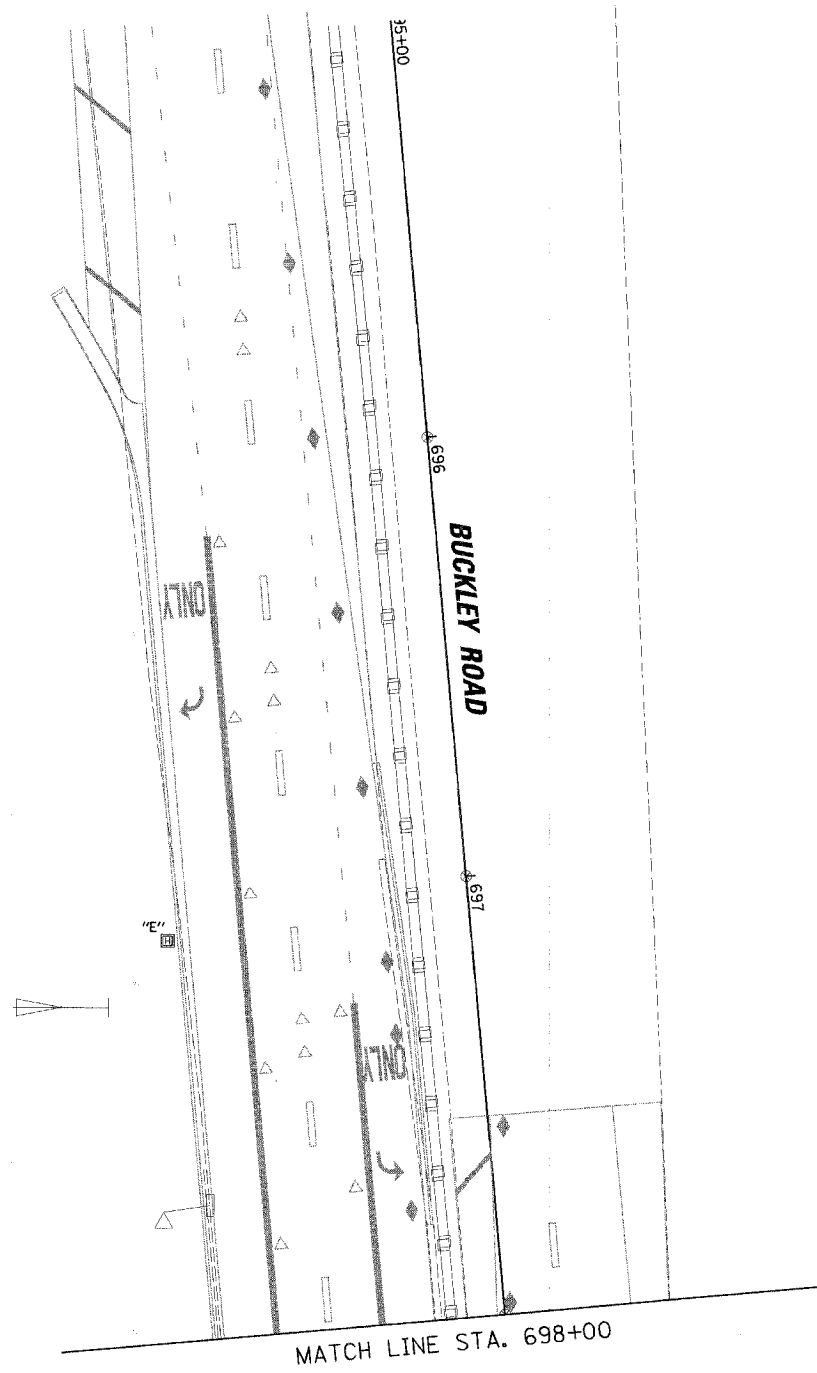 95+00
696
BUCKLEY ROAD
ONLY
697
"E"
H
ONLY
MATCH LINE STA. 698+00